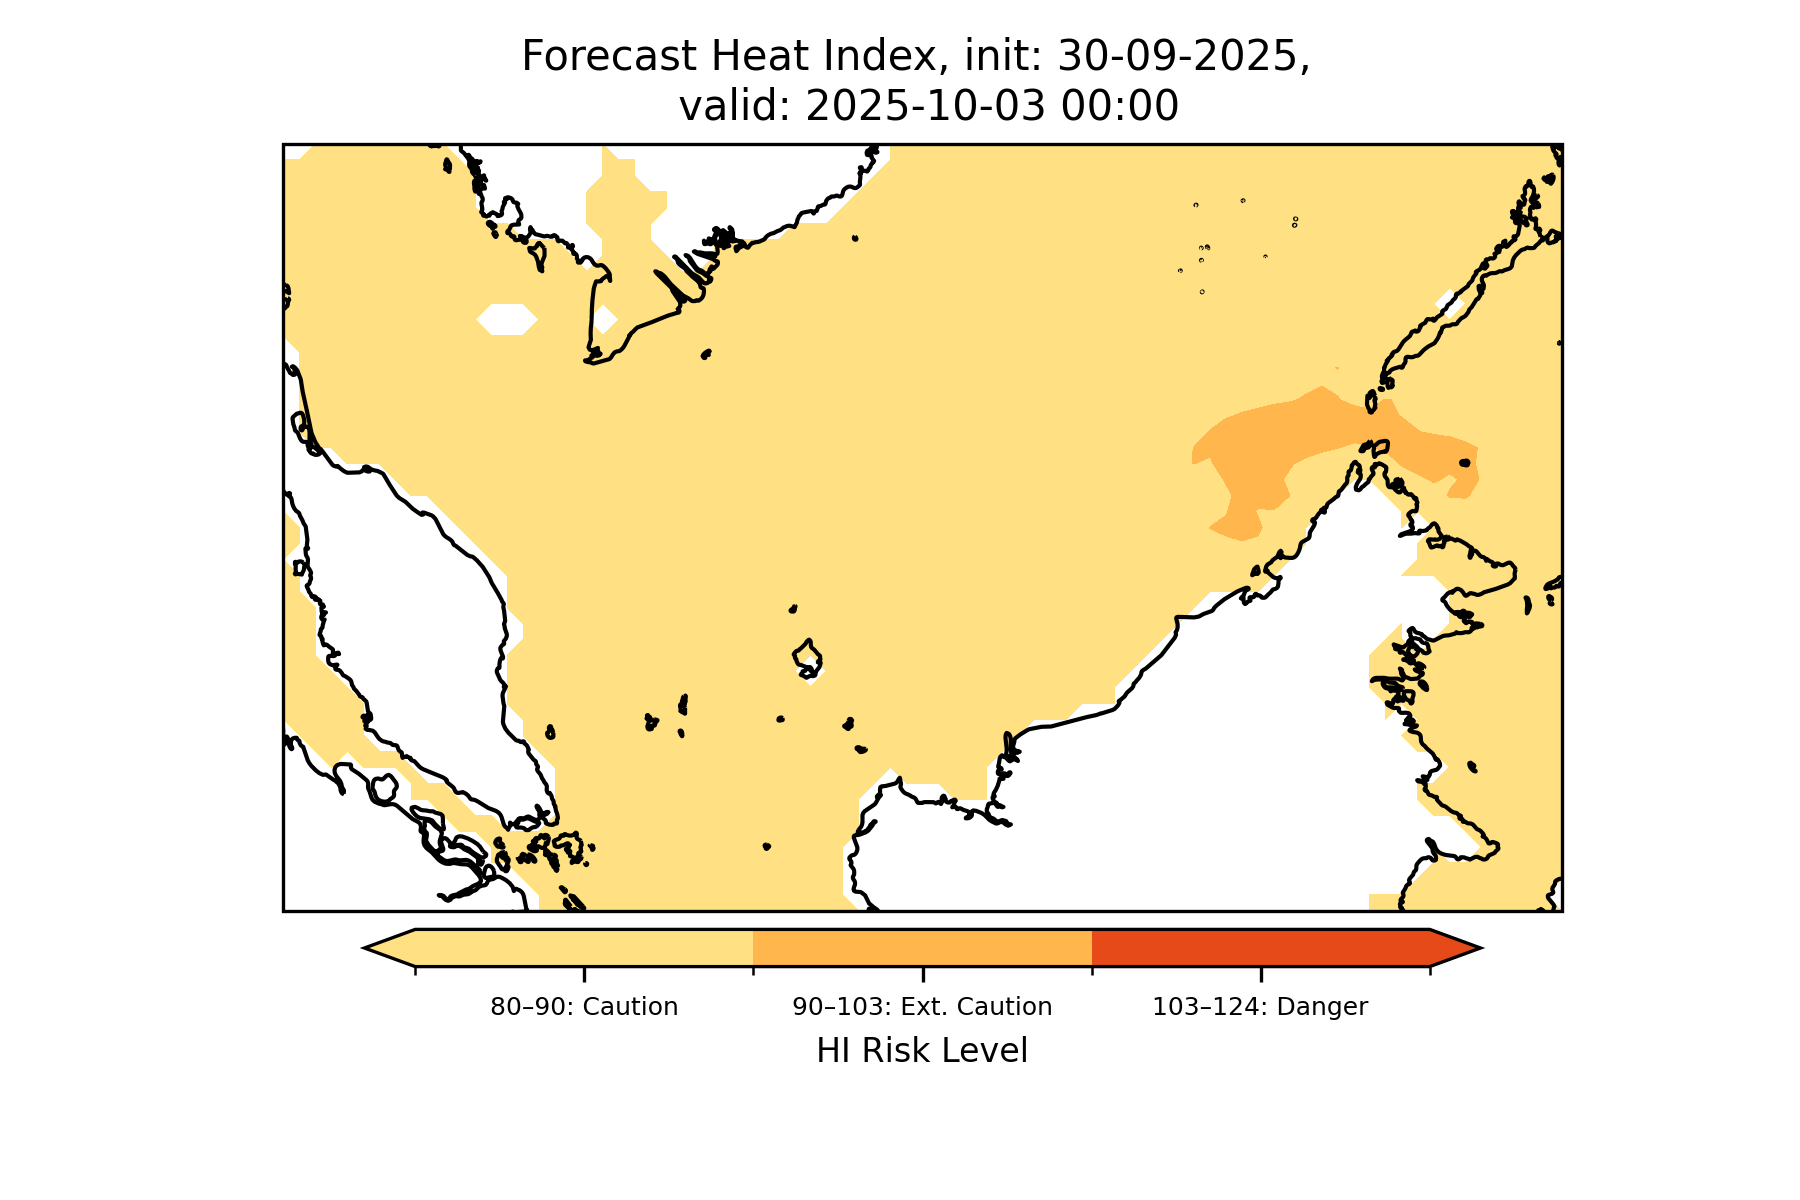 Forecast Heat Index, init: 30-09-2025,
valid: 2025-10-03 00:00
80–90: Caution
90–103: Ext. Caution
103–124: Danger
HI Risk Level